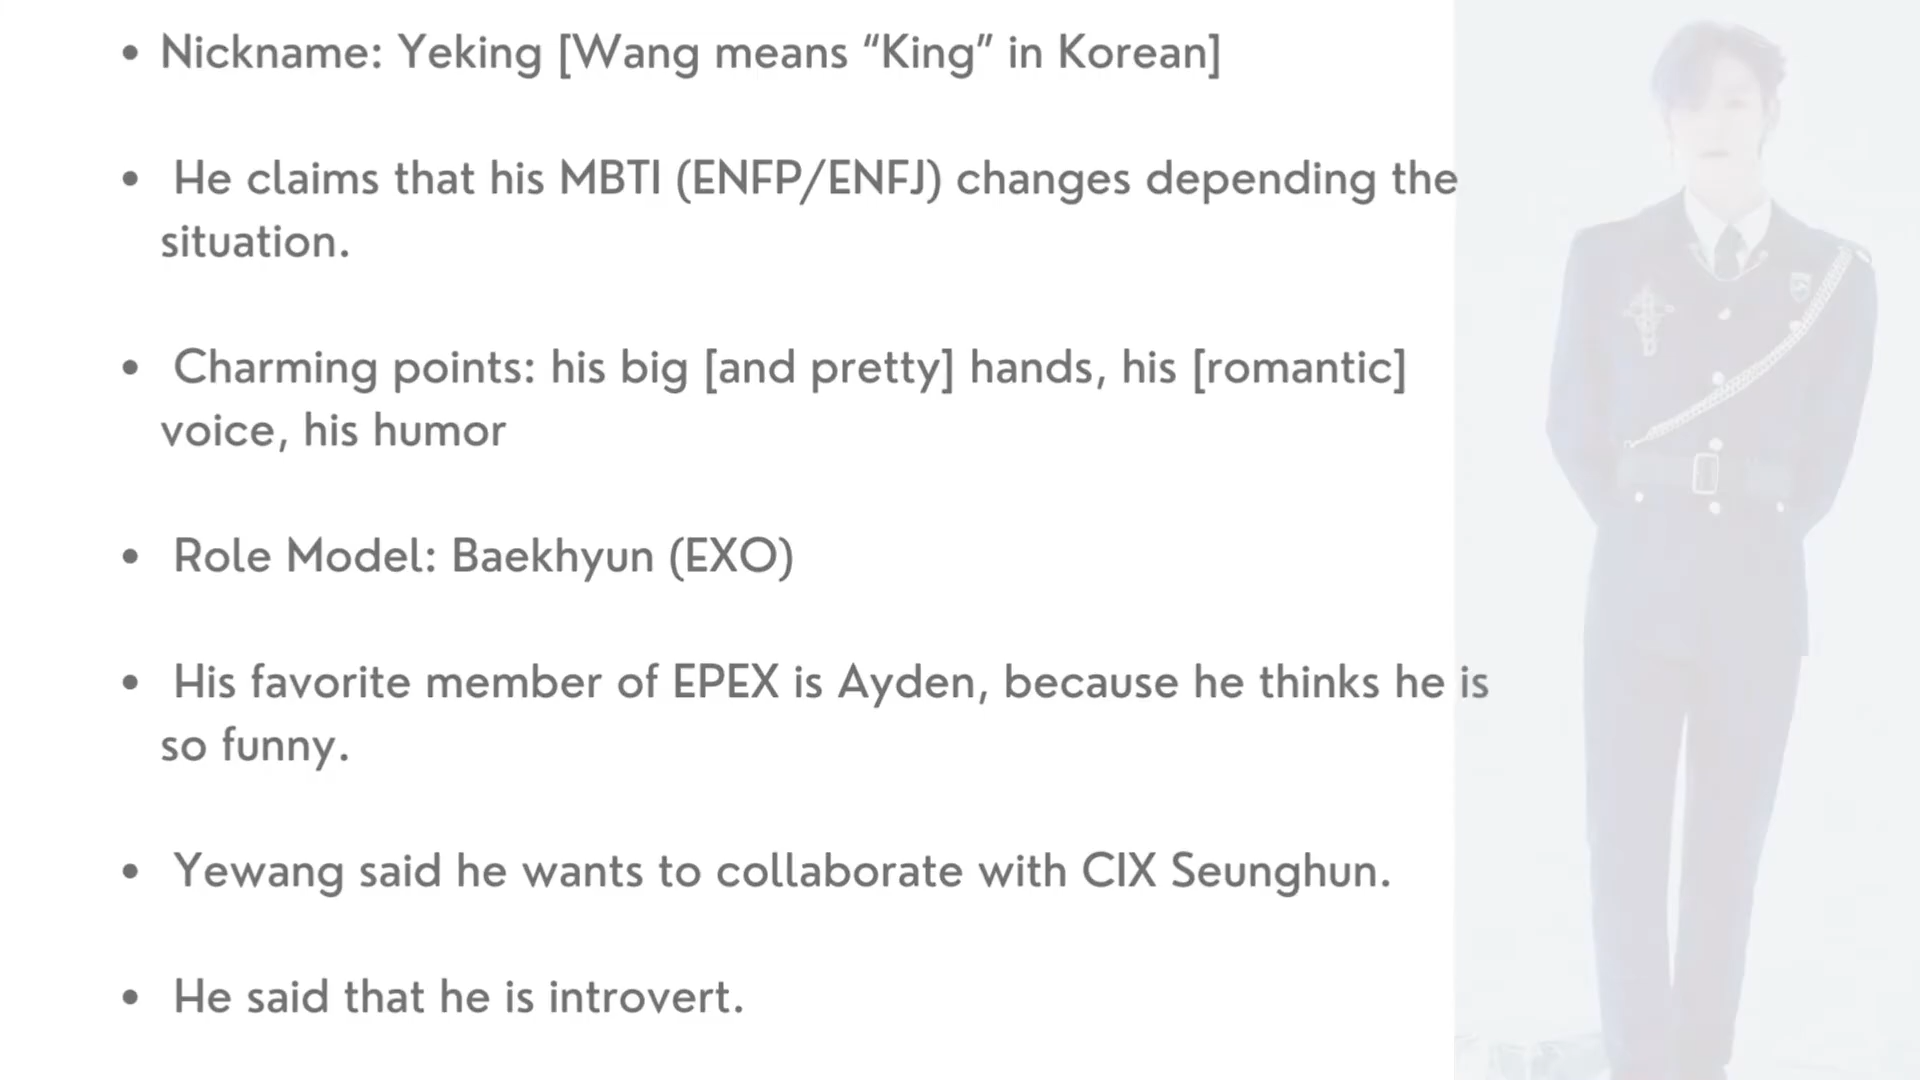 • Nickname: Yeking [Wang means “King” in Korean]
• He claims that his MBTI (ENFP/ENFJ) changes depending the
situation.
• Charming points: his big [and pretty] hands, his [romantic]
voice, his humor
• Role Model: Baekhyun (EXO)
• His favorite member of EPEX is Ayden, because he thinks he is
so funny.
• Yewang said he wants to collaborate with CIX Seunghun.
• He said that he is introvert.